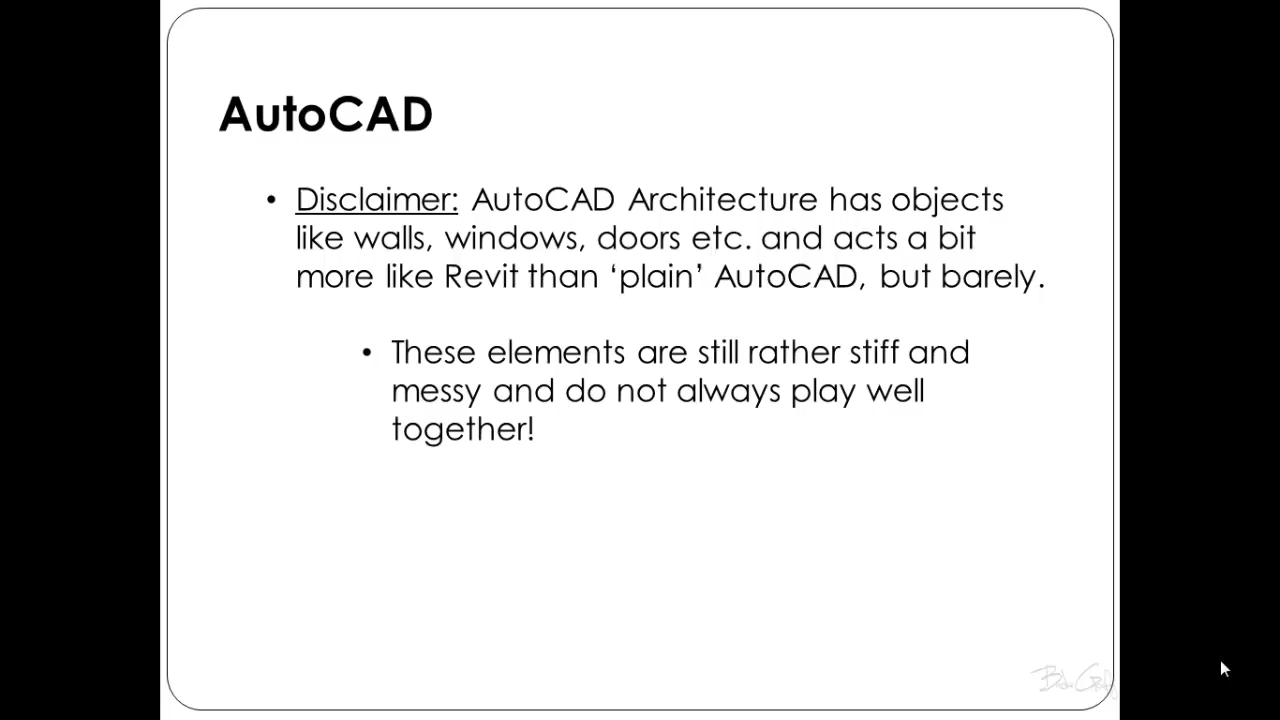 AutoCAD
• Disclaimer: AutoCAD Architecture has objects
like walls, windows, doors etc. and acts a bit
more like Revit than ‘plain’ AutoCAD, but barely.
• These elements are still rather stiff and
messy and do not always play well
together!